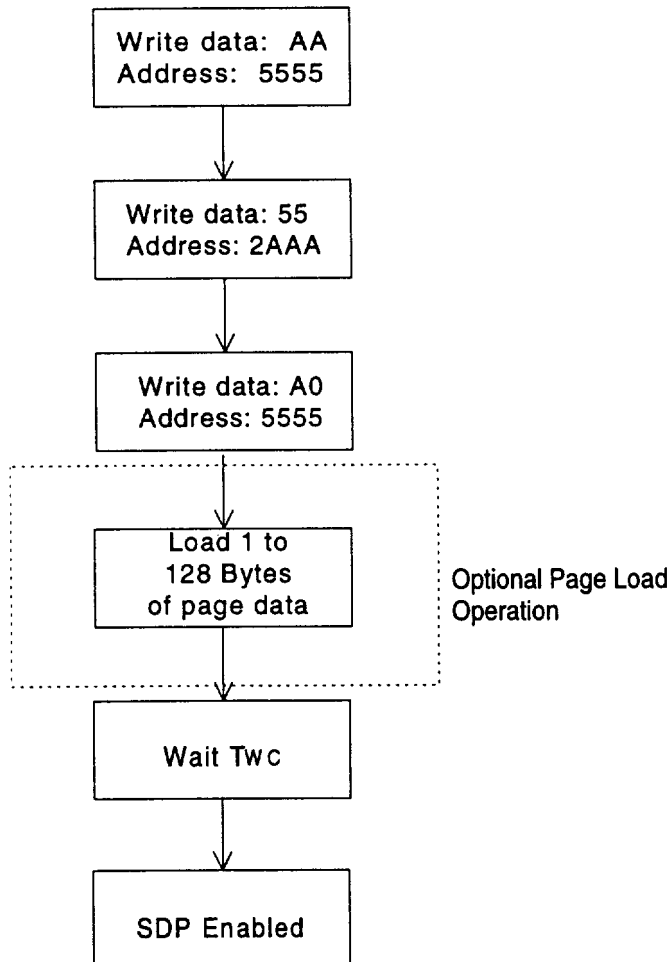 Write data: AA
Address: 5555
Write data: 55
Address: 2AAA
Write data: A0
Address: 5555
Load 1 to
128 Bytes
of page data
Optional Page Load
Operation
Wait Twc
SDP Enabled